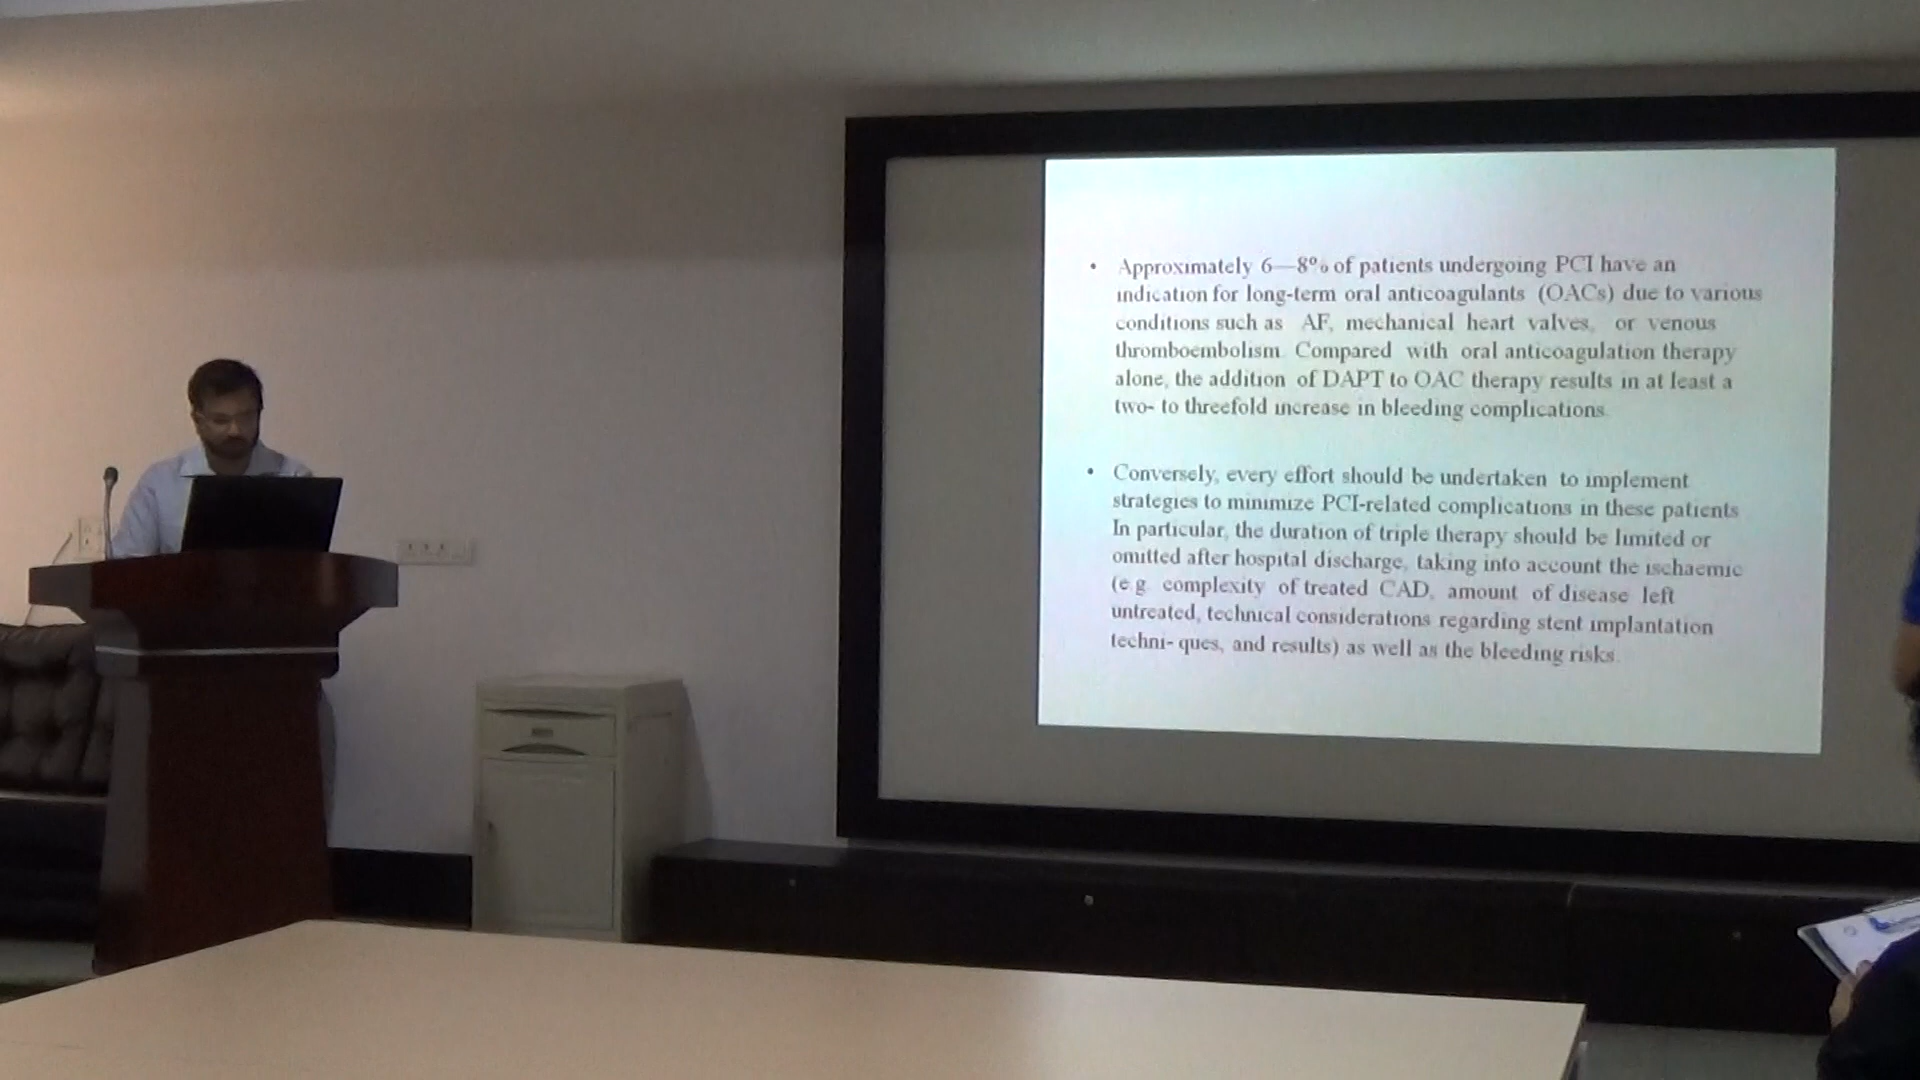 • Approximately 6—8% of patients undergoing PCI have an
indication for long-term oral anticoagulants (OACs) due to various
conditions such as AF, mechanical heart valves, or venous
thromboembolism. Compared with oral anticoagulation therapy
alone, the addition of DAPT to OAC therapy results in at least a
two- to threefold increase in bleeding complications.
• Conversely, every effort should be undertaken to implement
strategies to minimize PCI-related complications in these patients.
In particular, the duration of triple therapy should be limited or
omitted after hospital discharge, taking into account the ischaemic
(e.g. complexity of treated CAD, amount of disease left
untreated, technical considerations regarding stent implantation
techni- ques, and results) as well as the bleeding risks.